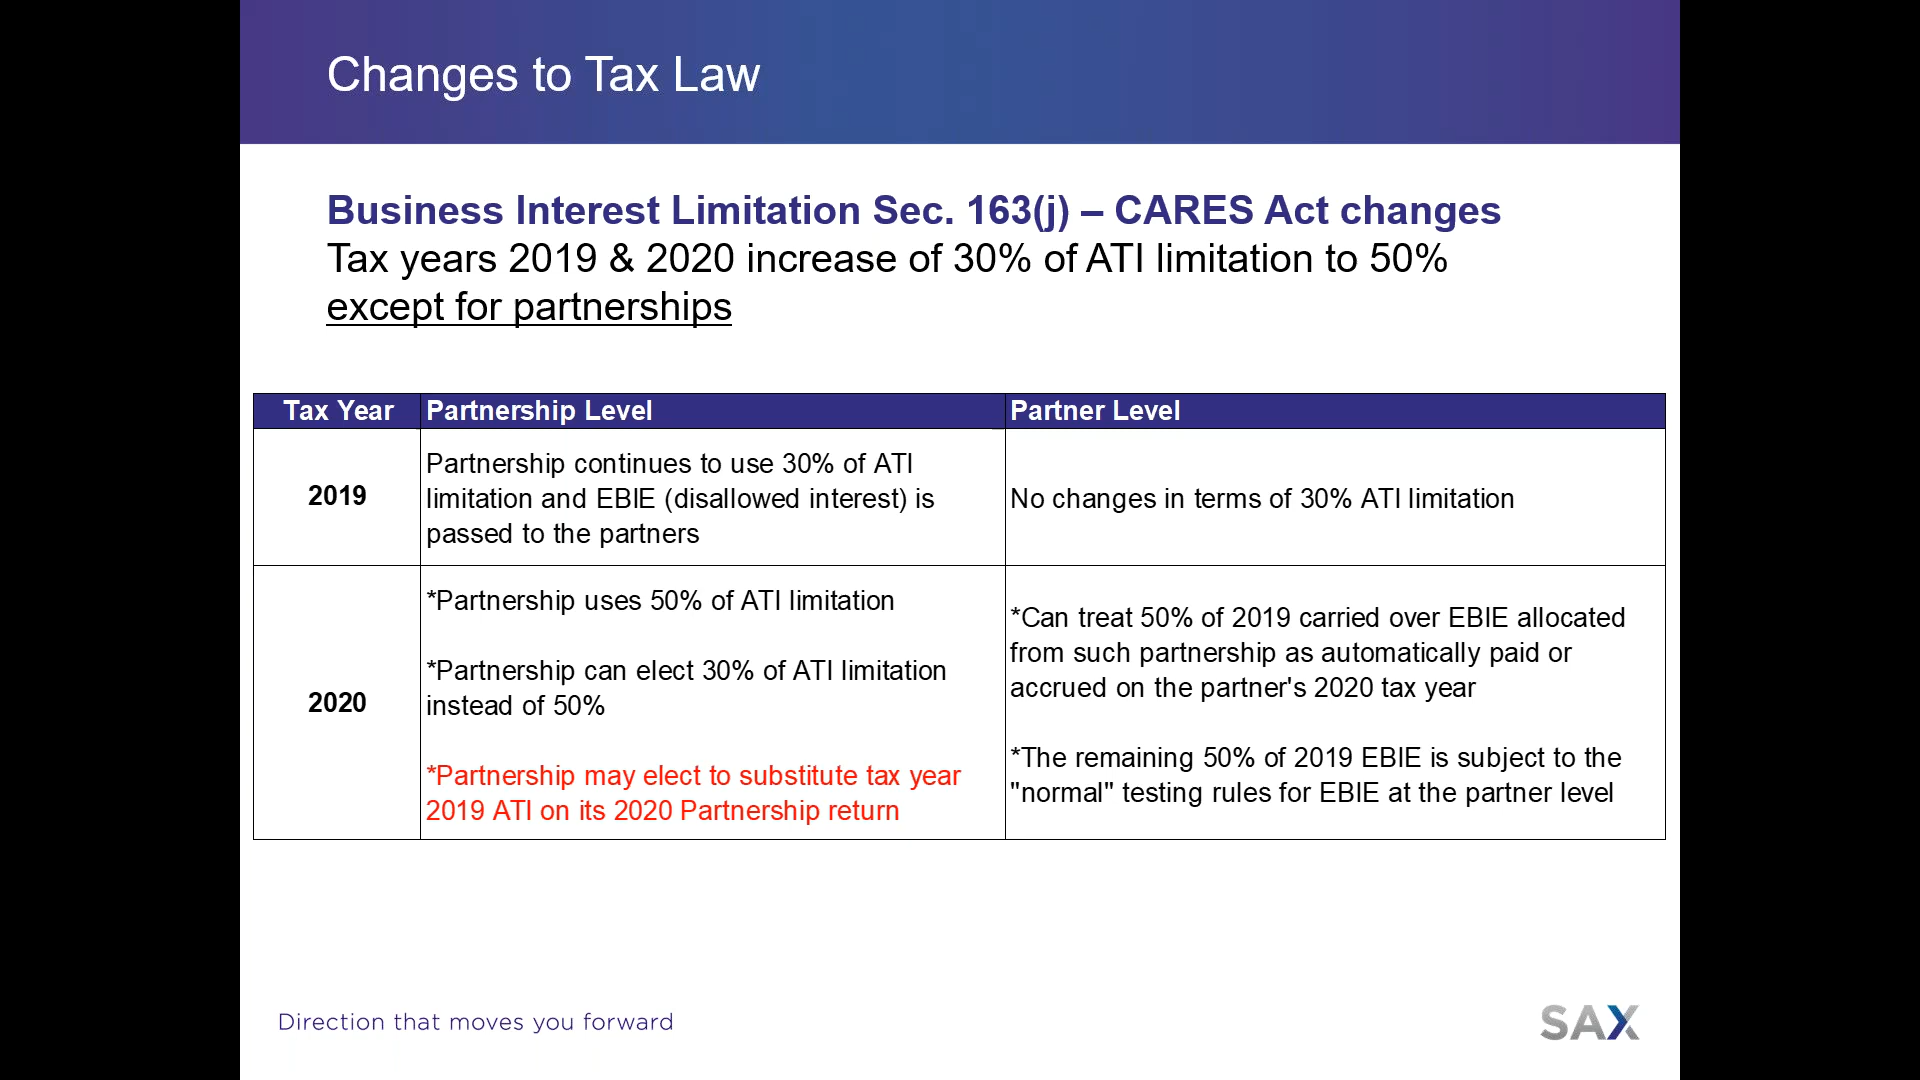 Changes to Tax Law
Business Interest Limitation Sec. 163(j) – CARES Act changes
Tax years 2019 & 2020 increase of 30% of ATI limitation to 50%
except for partnerships
Tax Year
Partnership Level
Partner Level
2019
Partnership continues to use 30% of ATI
limitation and EBIE (disallowed interest) is
passed to the partners
No changes in terms of 30% ATI limitation
2020
*Partnership uses 50% of ATI limitation
*Partnership can elect 30% of ATI limitation
instead of 50%
*Partnership may elect to substitute tax year
2019 ATI on its 2020 Partnership return
*Can treat 50% of 2019 carried over EBIE allocated
from such partnership as automatically paid or
accrued on the partner's 2020 tax year
*The remaining 50% of 2019 EBIE is subject to the
"normal" testing rules for EBIE at the partner level
Direction that moves you forward
SAX